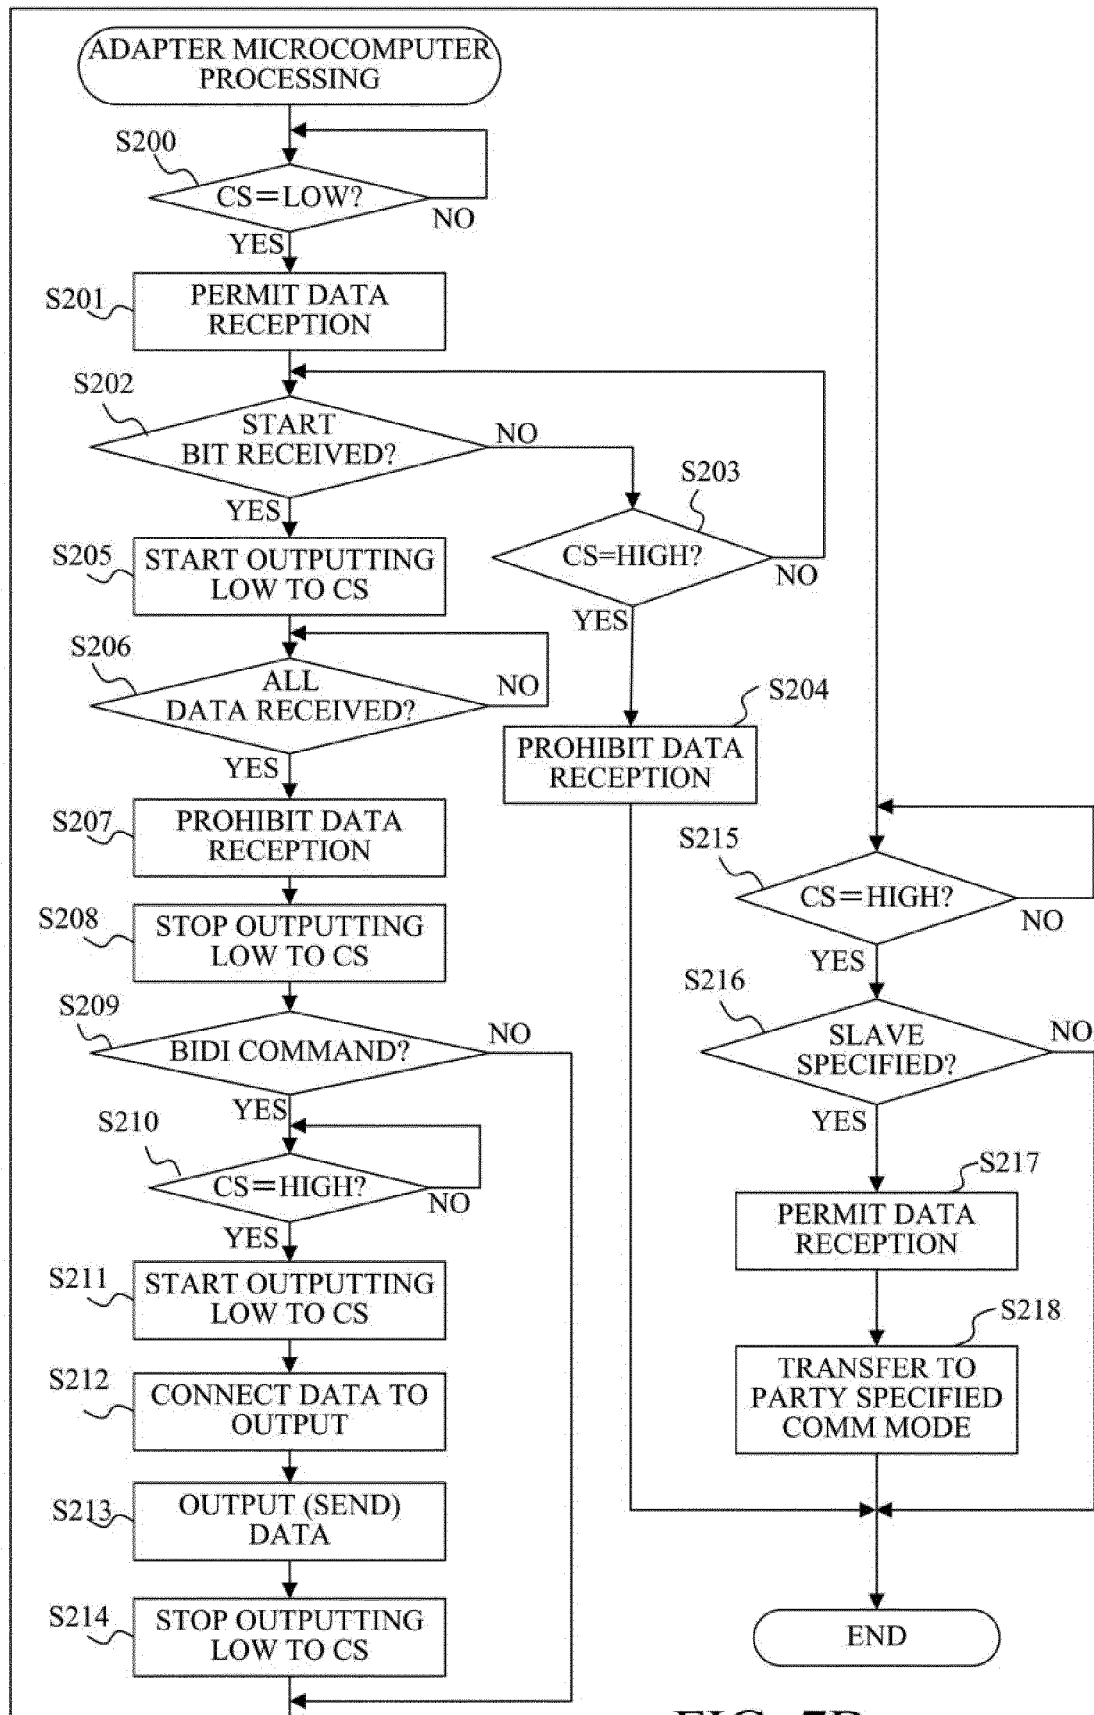 ADAPTER MICROCOMPUTER
PROCESSING
S200
CS=LOW?
NO
YES
S201
PERMIT DATA
RECEPTION
S202
START
BIT RECEIVED?
NO
YES
S203
CS=HIGH?
NO
YES
S204
PROHIBIT DATA
RECEPTION
S205
START OUTPUTTING
LOW TO CS
S206
ALL
DATA RECEIVED?
NO
YES
S207
PROHIBIT DATA
RECEPTION
S208
STOP OUTPUTTING
LOW TO CS
S209
BIDI COMMAND?
NO
YES
S210
CS=HIGH?
NO
YES
S211
START OUTPUTTING
LOW TO CS
S212
CONNECT DATA TO
OUTPUT
S213
OUTPUT (SEND)
DATA
S214
STOP OUTPUTTING
LOW TO CS
S215
CS=HIGH?
NO
YES
S216
SLAVE
SPECIFIED?
NO
YES
S217
PERMIT DATA
RECEPTION
S218
TRANSFER TO
PARTY SPECIFIED
COMM MODE
END